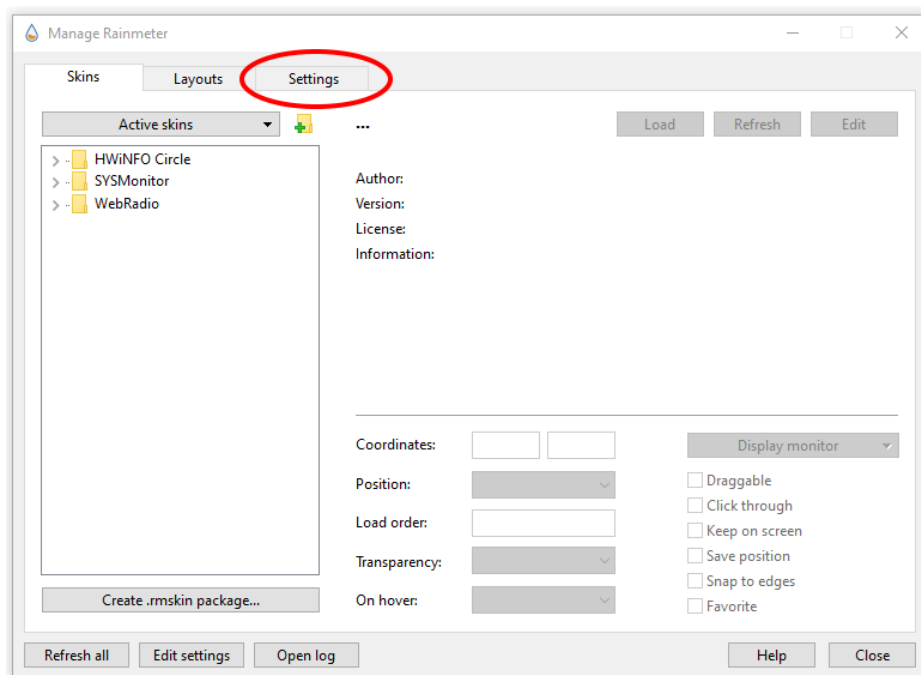 Manage Rainmeter
Skins Layouts Settings
Active skins ... Load Refresh Edit
HWiNFO Circle
SYSMonitor
WebRadio
Author:
Version:
License:
Information:
Coordinates: Display monitor
Position: Draggable
Click through
Load order: Keep on screen
Transparency: Save position
Snap to edges
On hover: Favorite
Create .rmskin package...
Refresh all Edit settings Open log Help Close